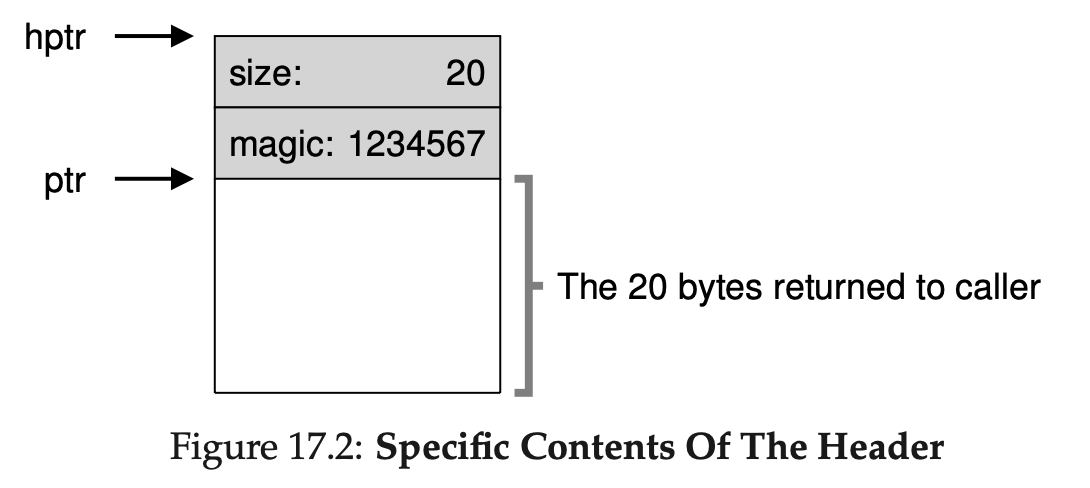 hptr
size: 20
magic: 1234567
ptr
The 20 bytes returned to caller
Figure 17.2: Specific Contents Of The Header